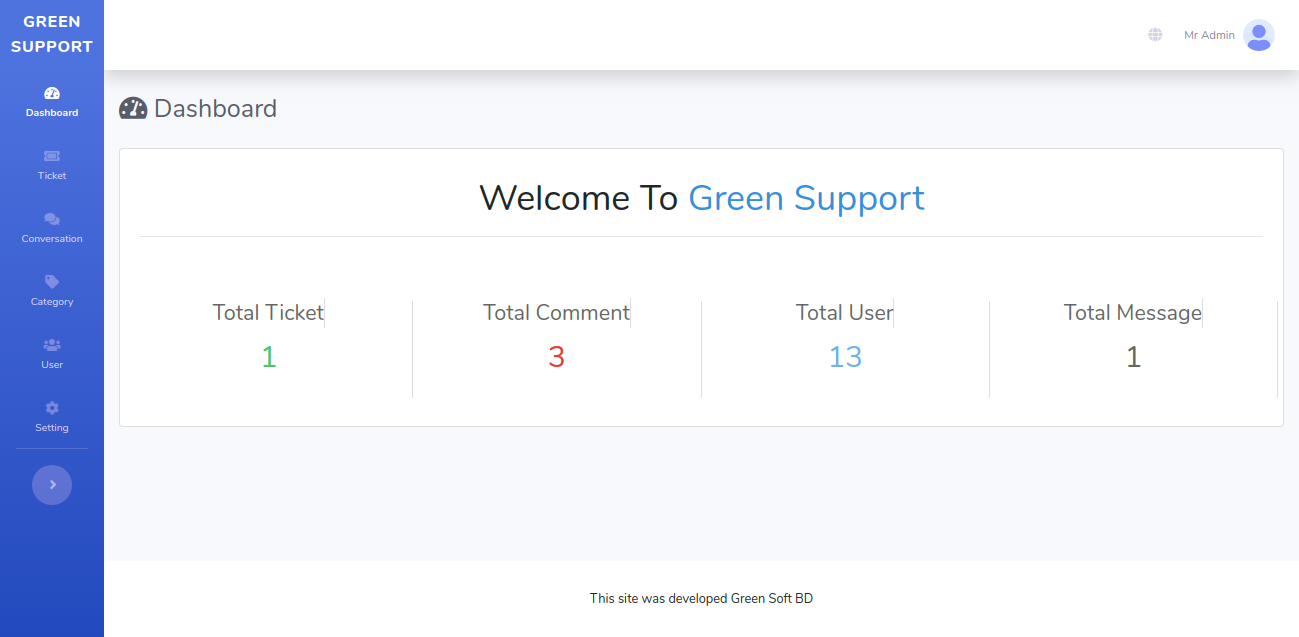 GREEN
SUPPORT
Mr Admin
Dashboard
Ticket
Conversation
Category
User
Setting
Dashboard
Welcome To Green Support
Total Ticket
1
Total Comment
3
Total User
13
Total Message
1
This site was developed Green Soft BD